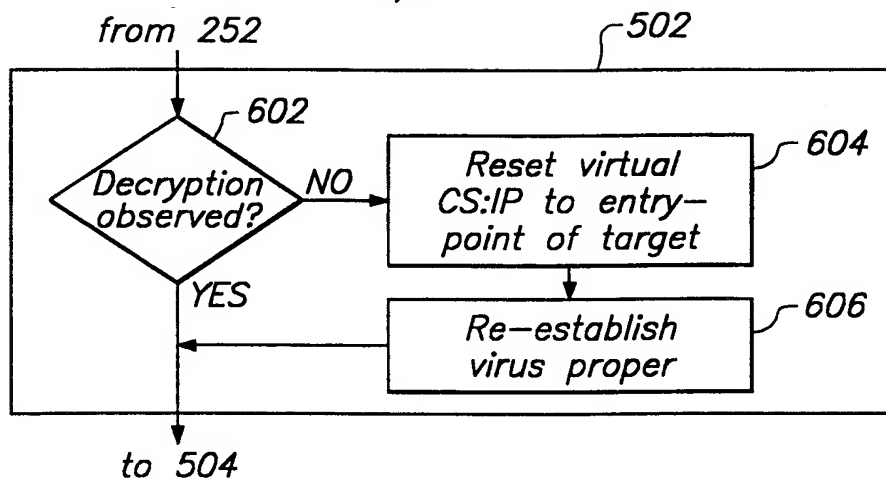 from 252
502
602
Decryption
observed?
NO
Reset virtual
CS:IP to entry-
point of target
604
YES
Re-establish
virus proper
606
to 504